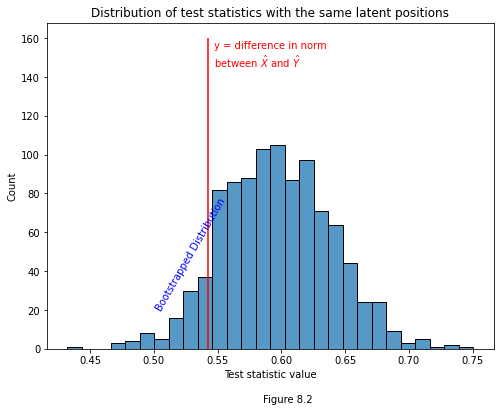 Distribution of test statistics with the same latent positions
160
140
120
100
80
60
40
20
0
Count
y = difference in norm
between X̂ and Ŷ
Bootstrapped Distribution
0.45 0.50 0.55 0.60 0.65 0.70 0.75
Test statistic value
Figure 8.2